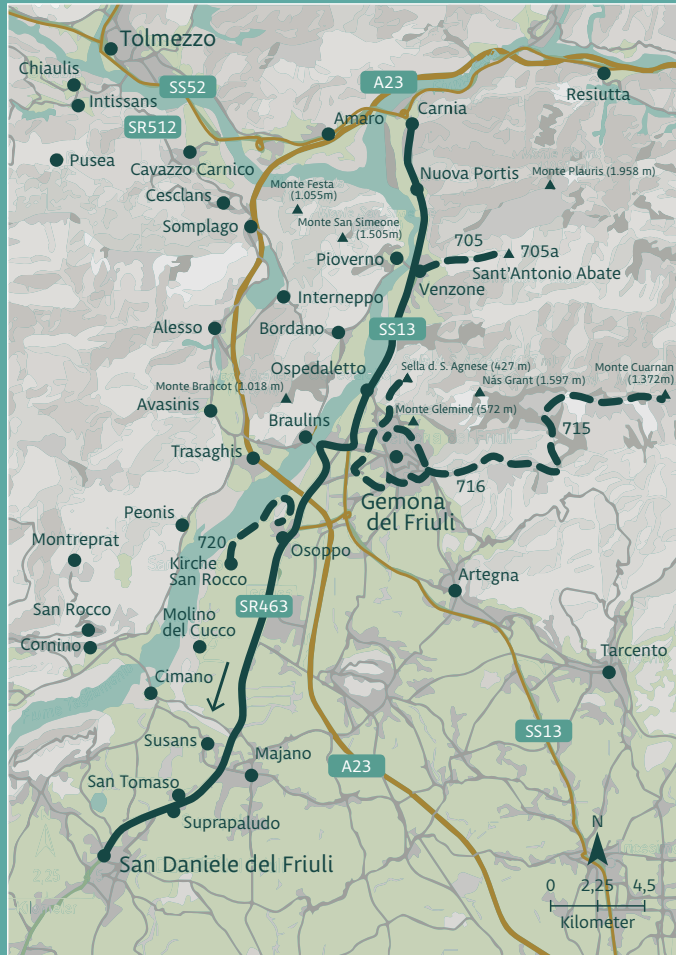 Tolmezzo
Chiaulis
SS52
A23
Resiutta
Intissans
Carnia
SR512
Amaro
Pusea
Cavazzo Carnico
Nuova Portis
Monte Plauris (1.958 m)
Monte Festa
(1.055m)
Cesclans
Monte San Simeone
(1.505m)
Somplago
705
705a
Pioverno
Sant'Antonio Abate
Venzone
Interneppo
Alesso
Bordano
SS13
Ospedaletto
Sella d. S. Agnese (427 m)
Monte Cuarnan
(1.372m)
Nás Grant (1.597 m)
Monte Brancot (1.018 m)
Avasinis
Monte Glemine (572 m)
Braulins
715
Trasaghis
716
Gemona
del Friuli
Peonis
Montreprat
720
Osoppo
Kirche
San Rocco
Artegna
San Rocco
SR463
Molino
del Cucco
Cornino
Tarcento
Cimano
SS13
Susans
Majano
A23
San Tomaso
Suprapaludo
N
San Daniele del Friuli
0 2,25 4,5
Kilometer